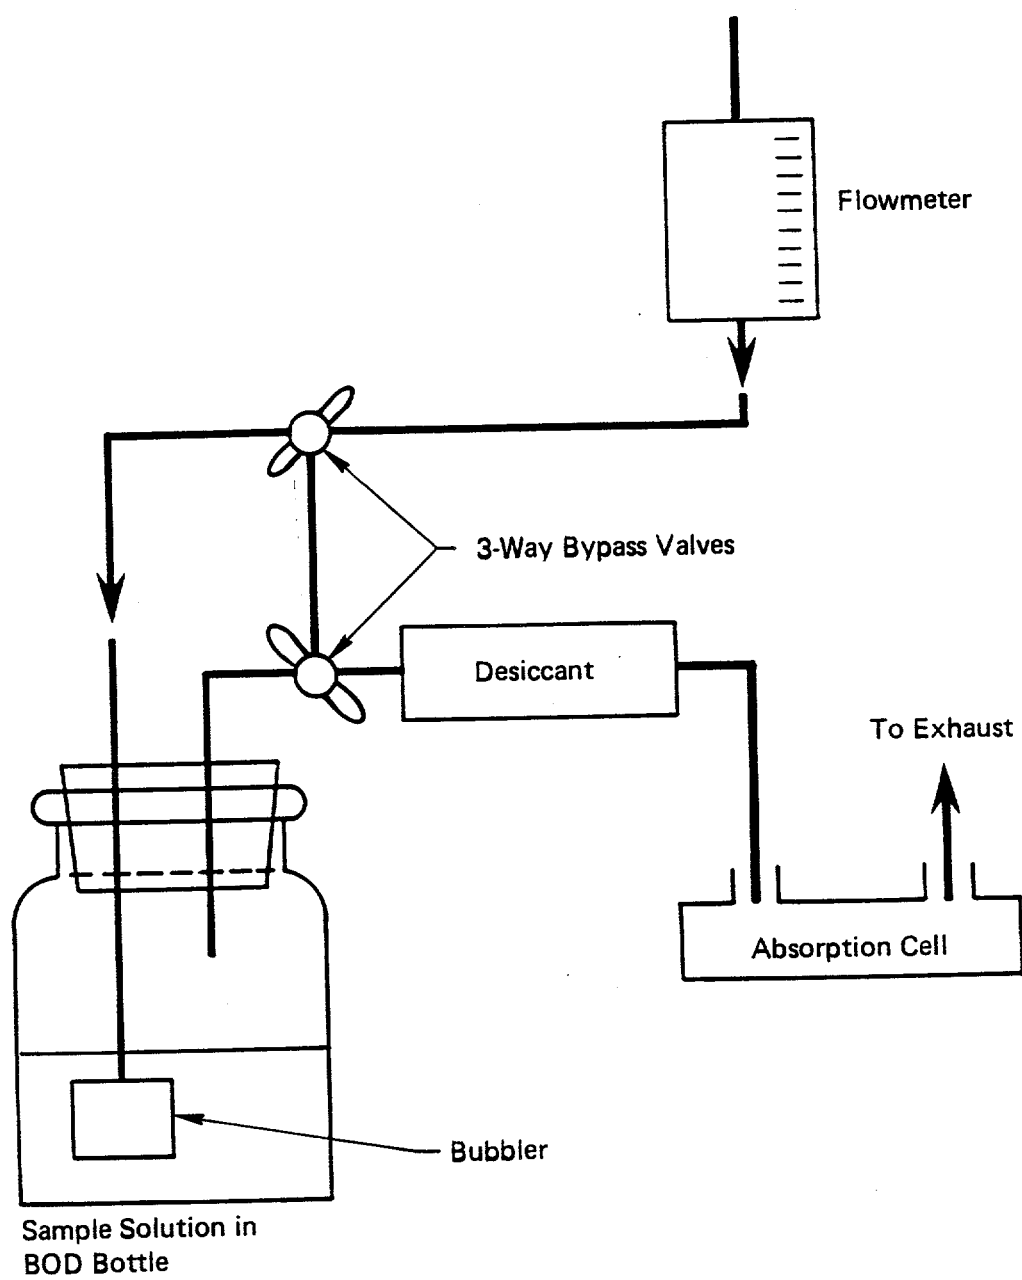 Flowmeter
3-Way Bypass Valves
Desiccant
To Exhaust
Absorption Cell
Bubbler
Sample Solution in
BOD Bottle